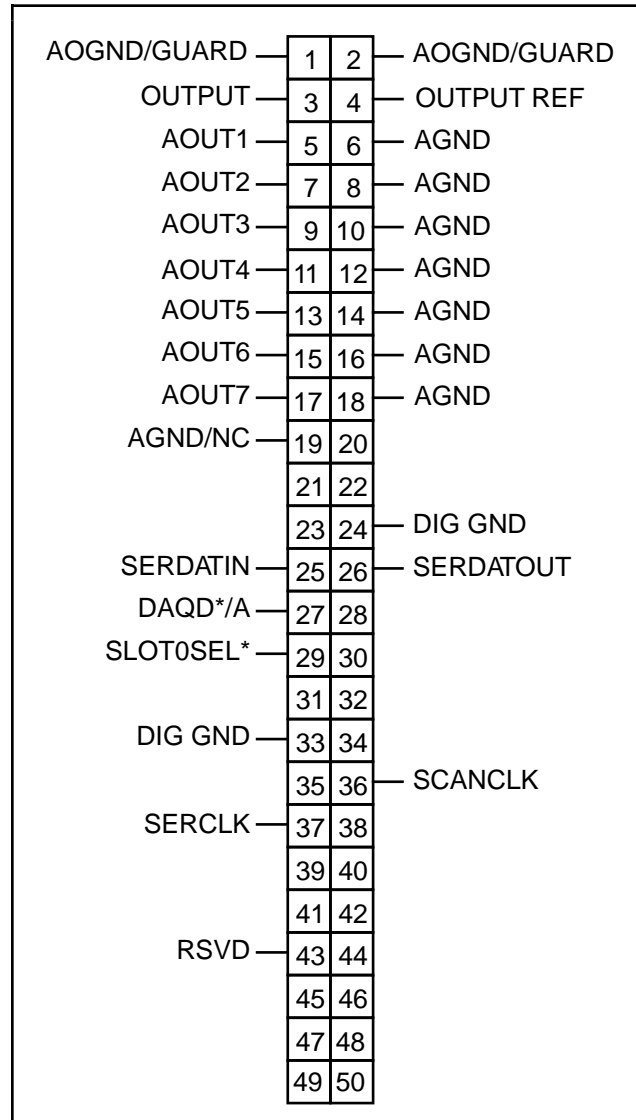 AOGND/GUARD 1 2 AOGND/GUARD
OUTPUT 3 4 OUTPUT REF
AOUT1 5 6 AGND
AOUT2 7 8 AGND
AOUT3 9 10 AGND
AOUT4 11 12 AGND
AOUT5 13 14 AGND
AOUT6 15 16 AGND
AOUT7 17 18 AGND
AGND/NC 19 20
21 22
23 24 DIG GND
SERDATIN 25 26 SERDATOUT
DAQD*/A 27 28
SLOT0SEL* 29 30
31 32
DIG GND 33 34
35 36 SCANCLK
SERCLK 37 38
39 40
41 42
RSVD 43 44
45 46
47 48
49 50